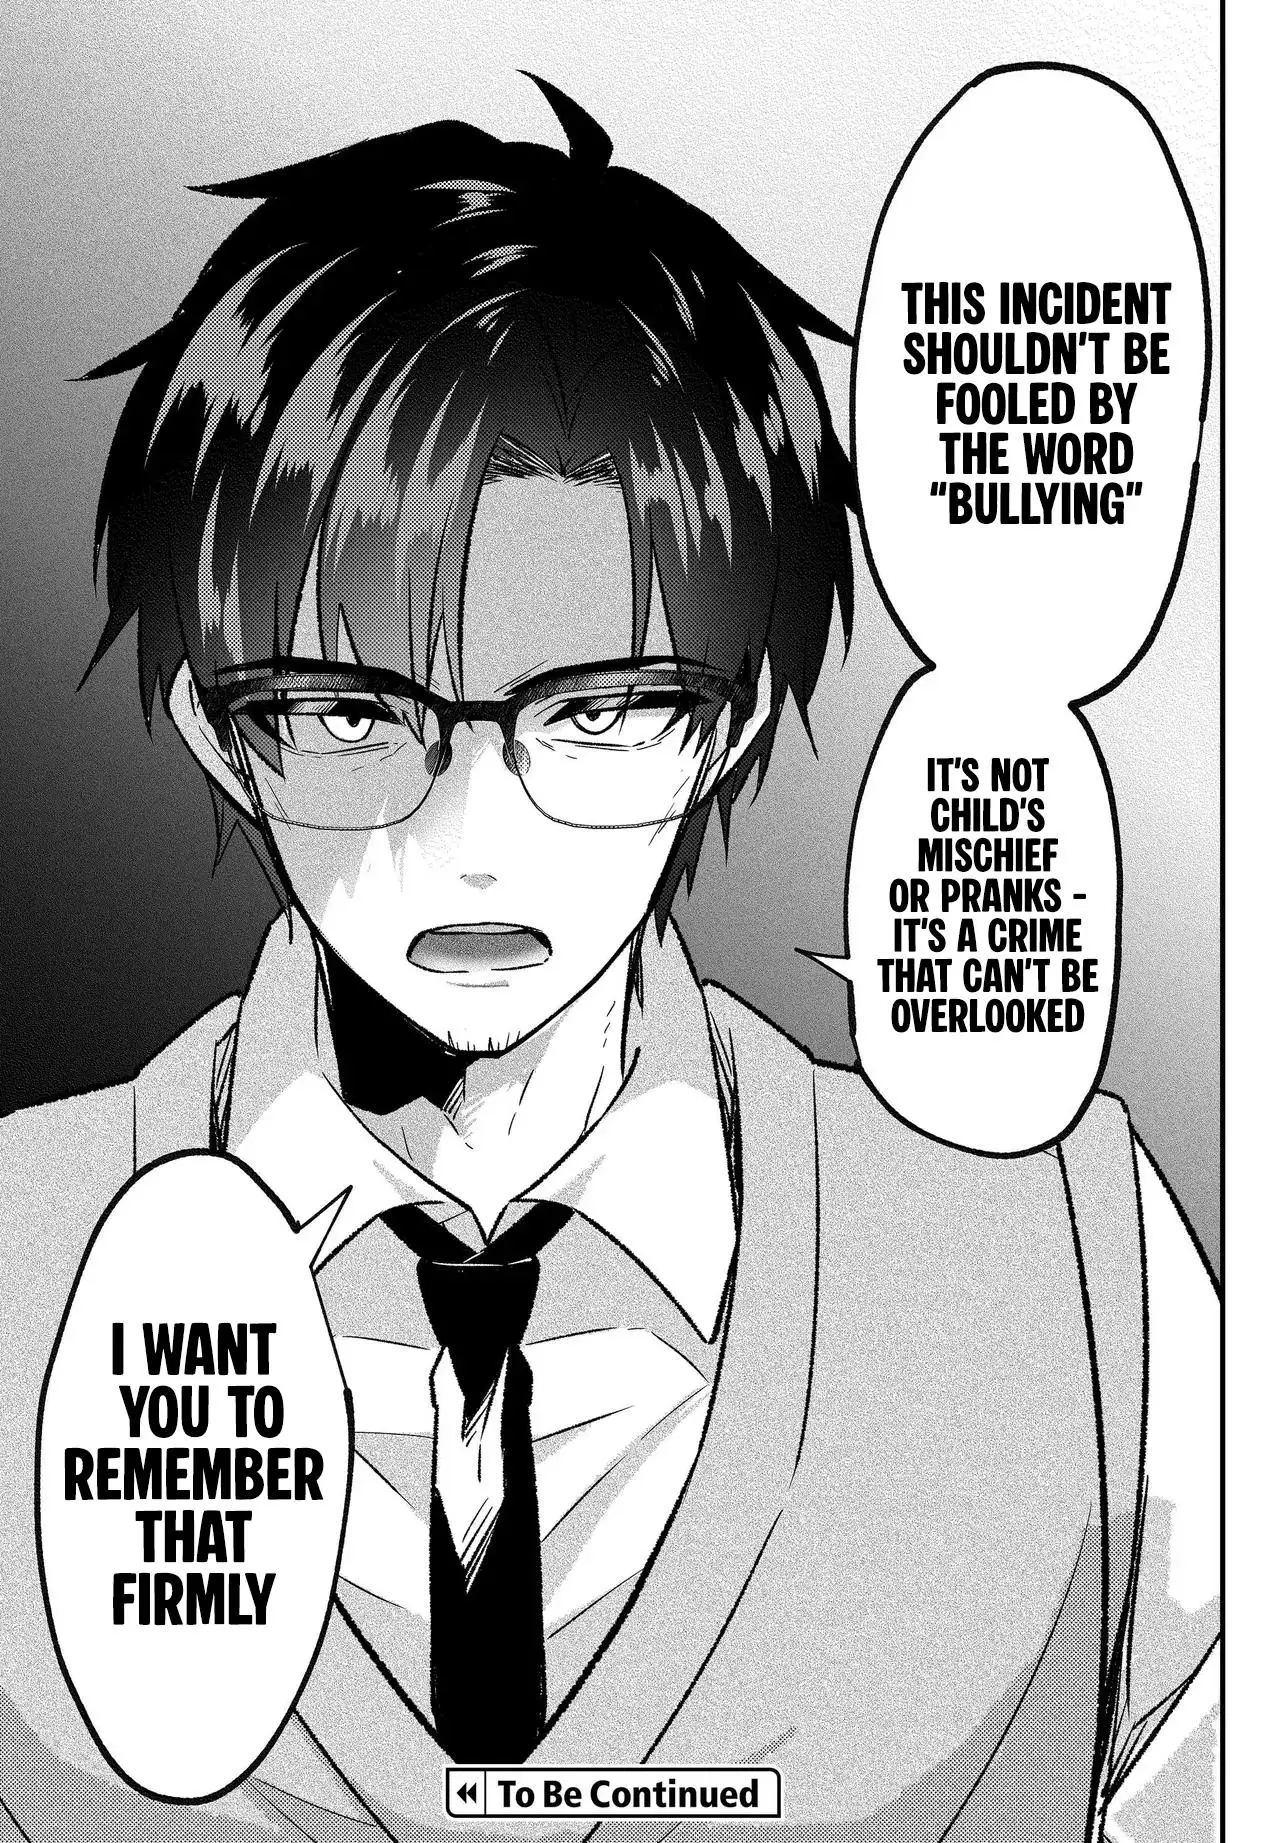 THIS INCIDENT
SHOULDN'T BE
FOOLED BY
THE WORD
"BULLYING"
IT'S NOT
CHILD'S
MISCHIEF
OR PRANKS -
IT'S A CRIME
THAT CAN'T BE
OVERLOOKED
I WANT
YOU TO
REMEMBER
THAT
FIRMLY
To Be Continued